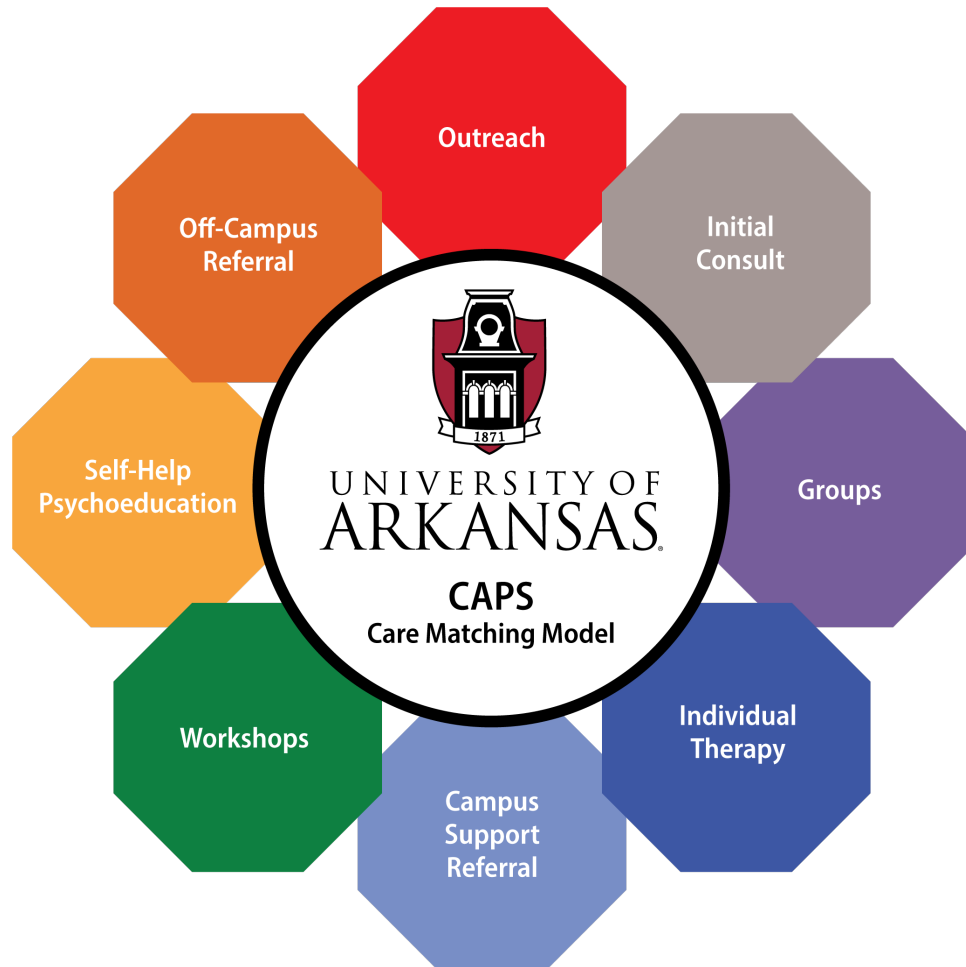 Outreach
Initial
Consult
Groups
Individual
Therapy
Campus
Support
Referral
Workshops
Self-Help
Psychoeducation
Off-Campus
Referral
1871
UNIVERSITY OF
ARKANSAS®
CAPS
Care Matching Model